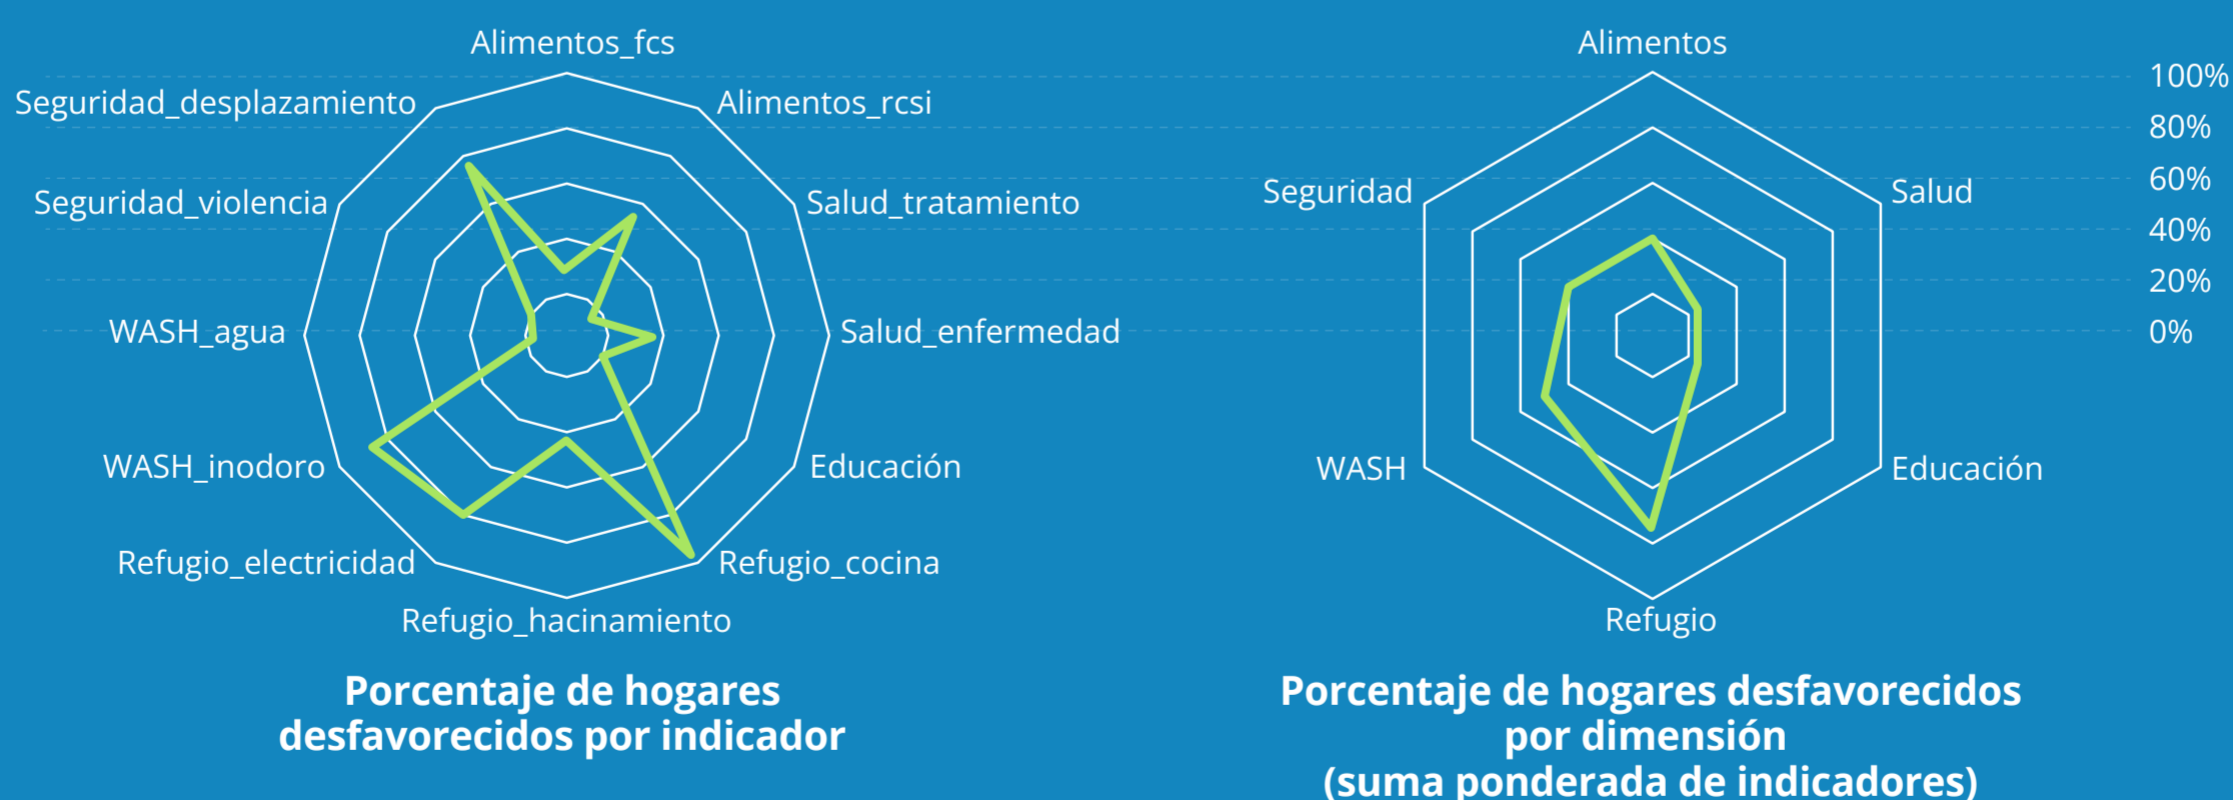 Alimentos_fcs
Alimentos_rcsi
Salud_tratamiento
Salud_enfermedad
Educación
Refugio_cocina
Refugio_hacinamiento
Refugio_electricidad
WASH_inodoro
WASH_agua
Seguridad_violencia
Seguridad_desplazamiento
Porcentaje de hogares
desfavorecidos por indicador
Alimentos
Salud
Educación
Refugio
WASH
Seguridad
100%
80%
60%
40%
20%
0%
Porcentaje de hogares desfavorecidos
por dimensión
(suma ponderada de indicadores)